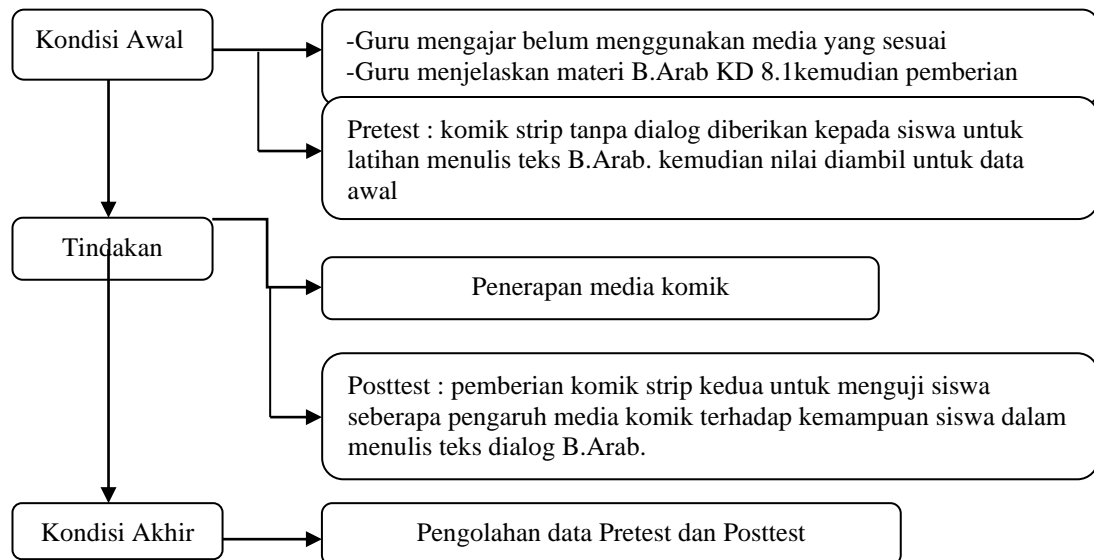 Kondisi Awal
-Guru mengajar belum menggunakan media yang sesuai
-Guru menjelaskan materi B.Arab KD 8.1kemudian pemberian
Pretest : komik strip tanpa dialog diberikan kepada siswa untuk
latihan menulis teks B.Arab. kemudian nilai diambil untuk data
awal
Tindakan
Penerapan media komik
Posttest : pemberian komik strip kedua untuk menguji siswa
seberapa pengaruh media komik terhadap kemampuan siswa dalam
menulis teks dialog B.Arab.
Kondisi Akhir
Pengolahan data Pretest dan Posttest